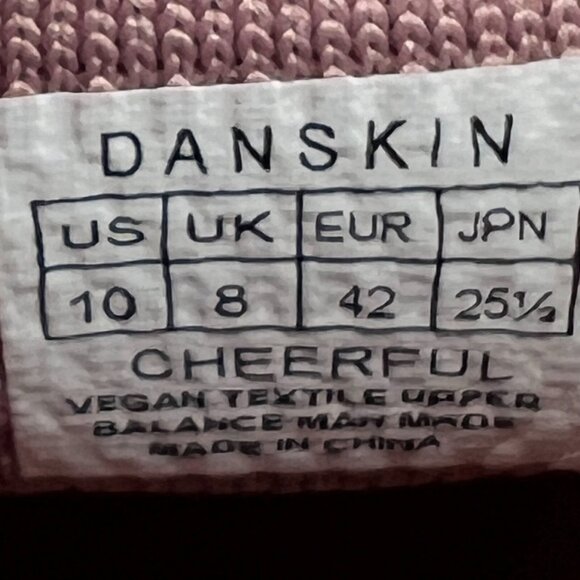 DANSKIN
US UK EUR JPN
10 8 42 25½
CHEERFUL
VEGAN TEXTILE UPPER
BALANCE MAN MADE
MADE IN CHINA